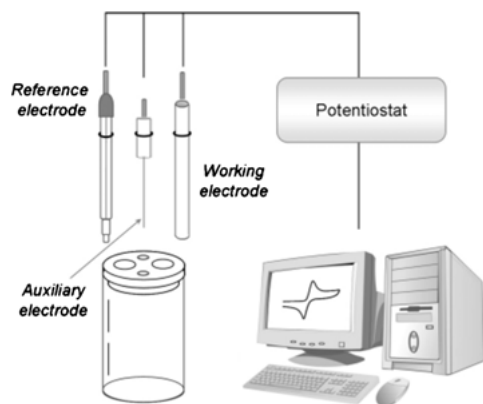 Reference
electrode
Potentiostat
Working
electrode
Auxiliary
electrode